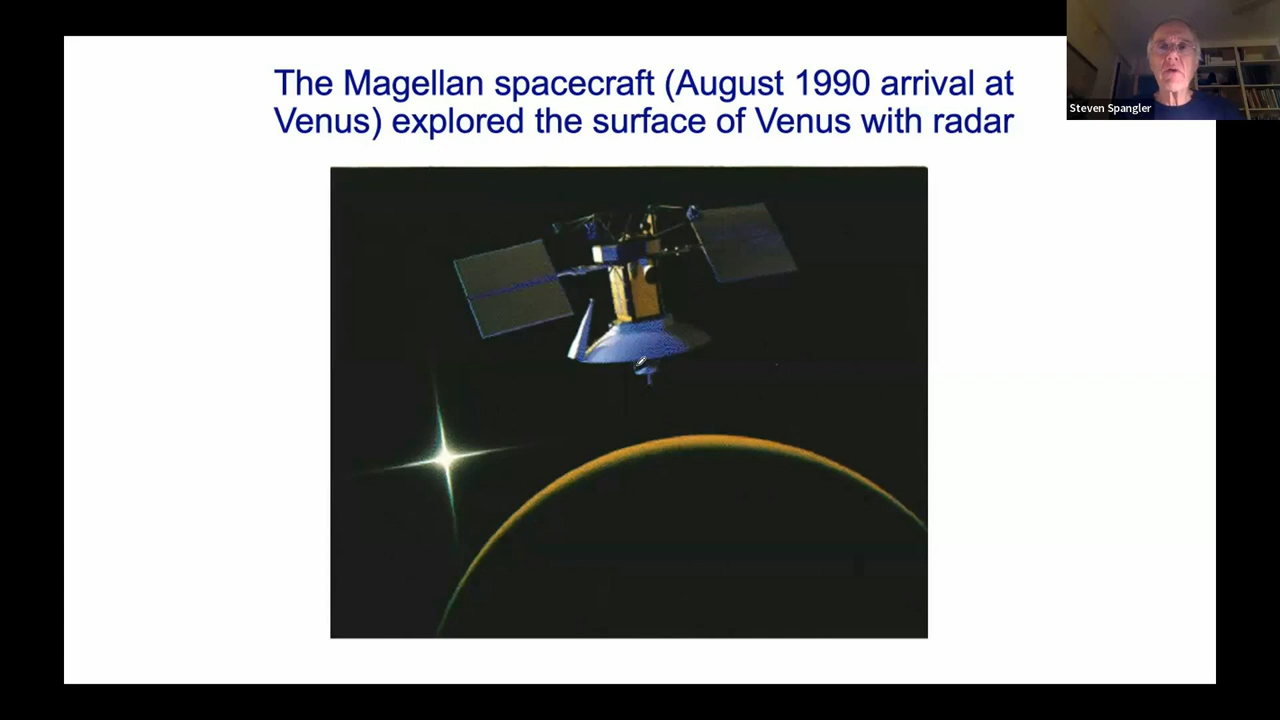 The Magellan spacecraft (August 1990 arrival at
Venus) explored the surface of Venus with radar
Steven Spangler